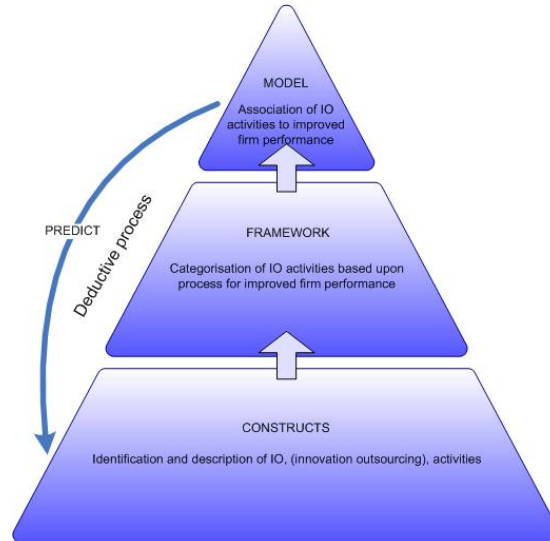 MODEL
Association of IO
activities to improved
firm performance
PREDICT
Deductive process
FRAMEWORK
Categorisation of IO activities based upon
process for improved firm performance
CONSTRUCTS
Identification and description of IO, (innovation outsourcing), activities